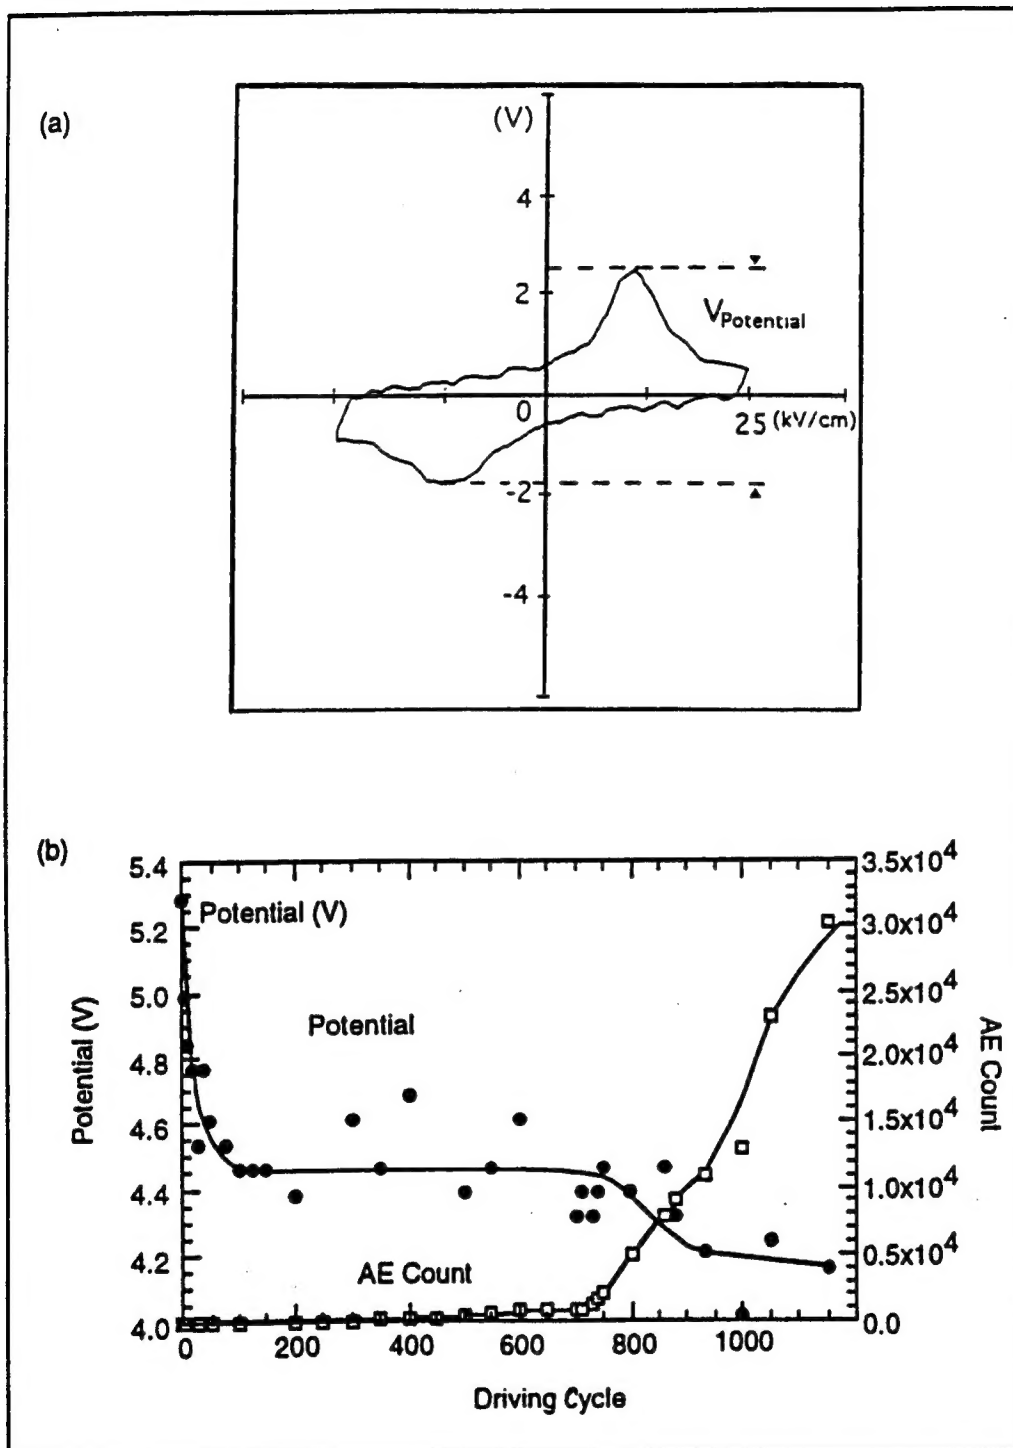 (a)
(V)
4
2
V Potential
0
25 (kV/cm)
-2
-4
(b)
5.4
5.2
5.0
4.8
4.6
4.4
4.2
4.0
Potential (V)
Potential (V)
Potential
AE Count
3.5x10^4
3.0x10^4
2.5x10^4
2.0x10^4
1.5x10^4
1.0x10^4
0.5x10^4
0.0
AE Count
0 200 400 600 800 1000
Driving Cycle